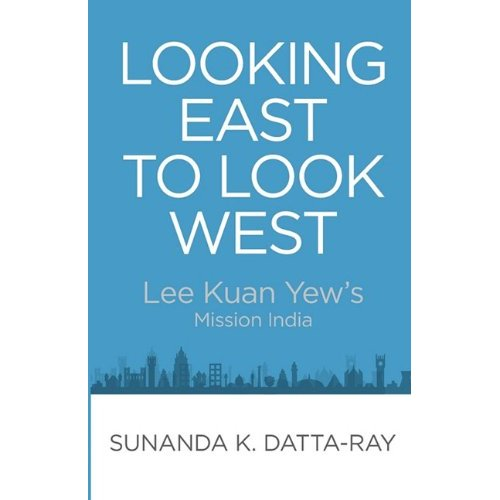 LOOKING
EAST
TO LOOK
WEST
Lee Kuan Yew's
Mission India
SUNANDA K. DATTA-RAY